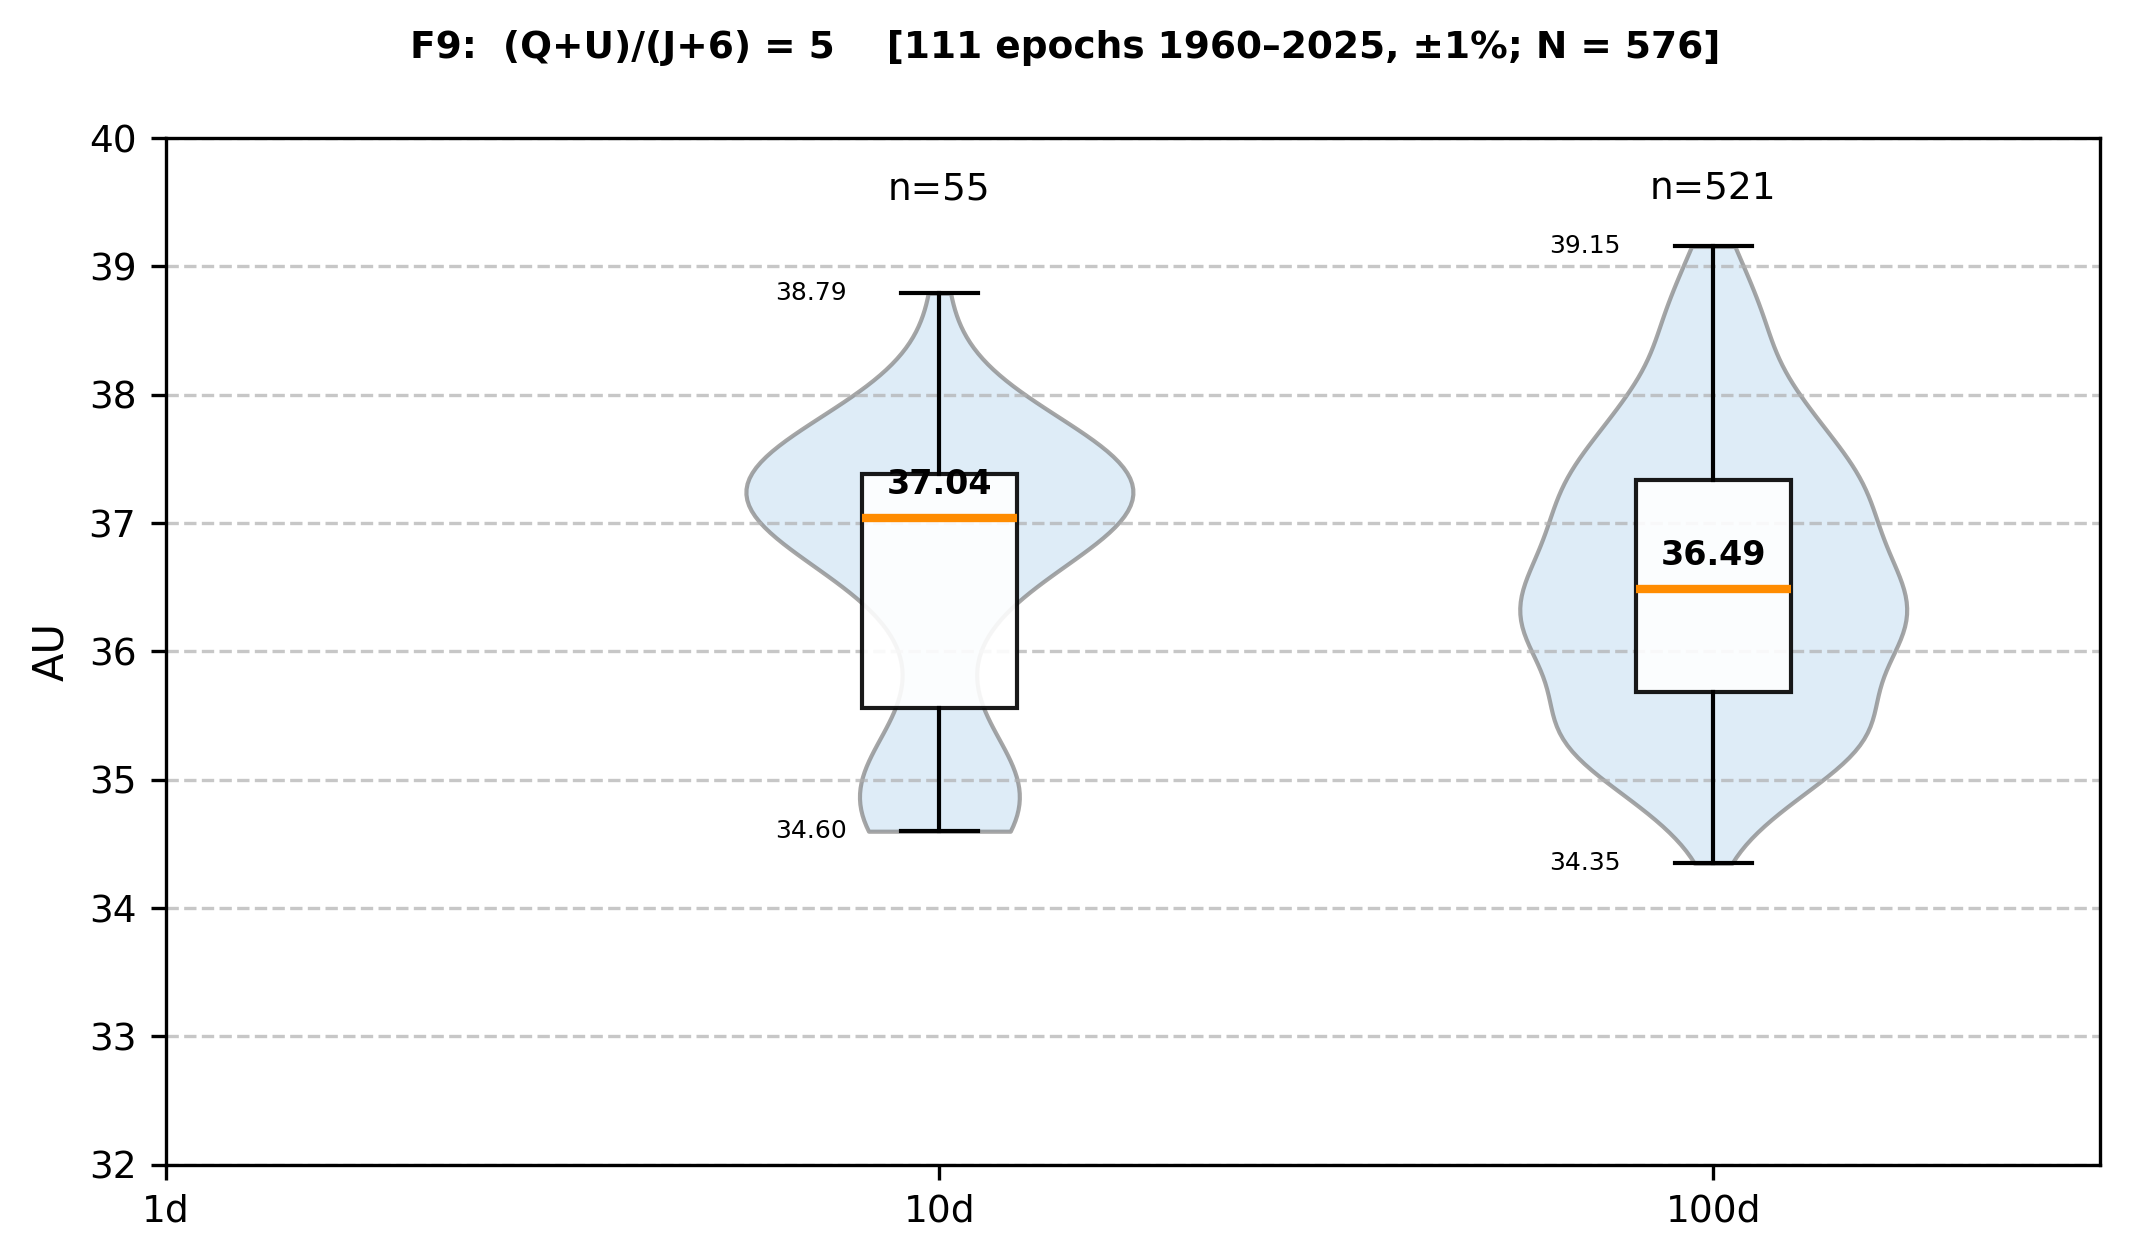 F9:  (Q+U)/(J+6) = 5    [111 epochs 1960–2025, ±1%; N = 576]
40
n=55
n=521
39.15
39
38.79
38
37.04
37
36.49
36
AU
35
34.60
34.35
34
33
32
1d
10d
100d